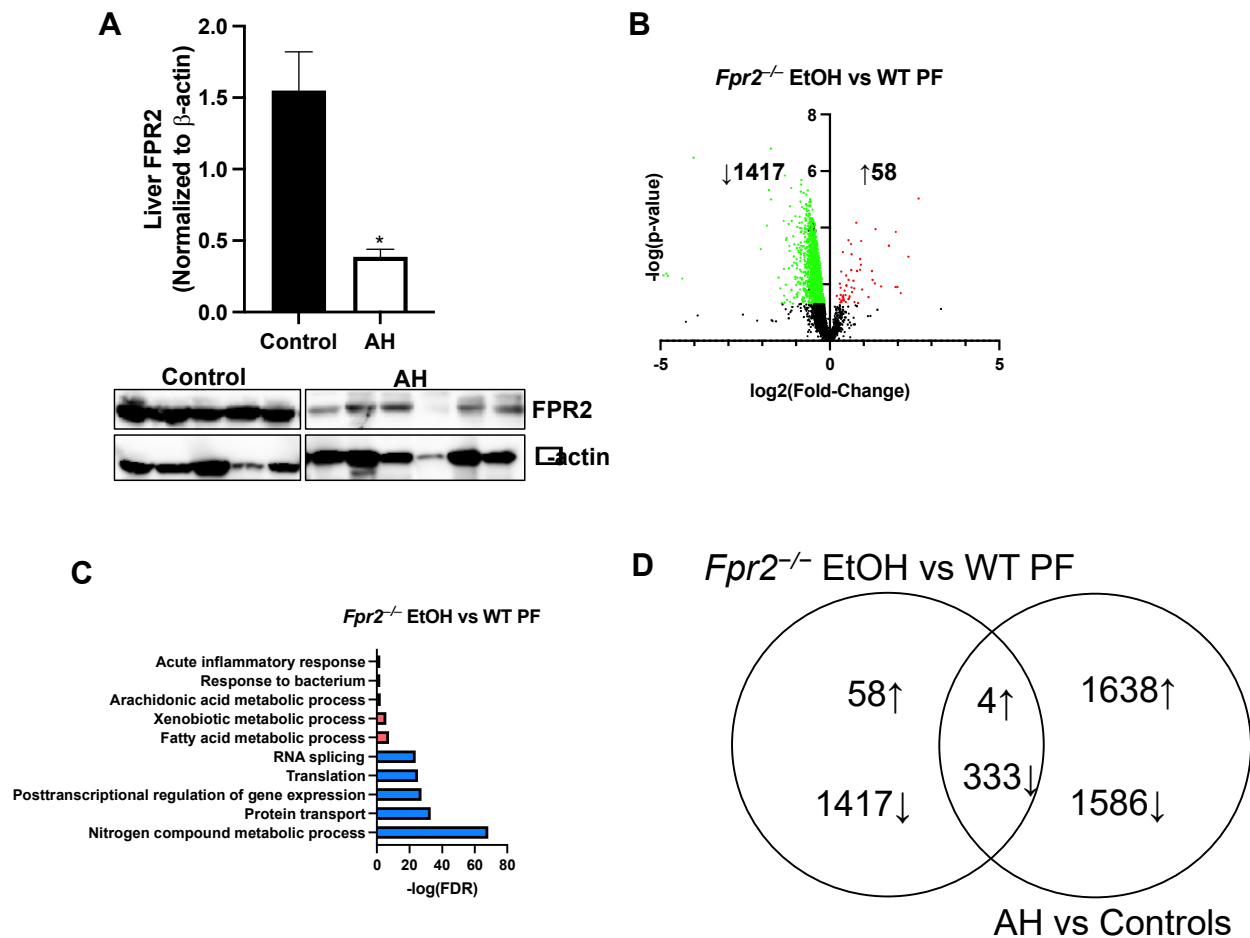 A
Liver FPR2
(Normalized to β-actin)
2.0
1.5
1.0
0.5
0.0
*
Control
AH
Control
AH
FPR2
-actin
B
Fpr2–/– EtOH vs WT PF
8
6
↓1417
↑58
-log(p-value)
-5
0
5
log2(Fold-Change)
C
Fpr2–/– EtOH vs WT PF
Acute inflammatory response
Response to bacterium
Arachidonic acid metabolic process
Xenobiotic metabolic process
Fatty acid metabolic process
RNA splicing
Translation
Posttranscriptional regulation of gene expression
Protein transport
Nitrogen compound metabolic process
0 20 40 60 80
-log(FDR)
D
Fpr2–/– EtOH vs WT PF
58↑
4↑
1638↑
1417↓
333↓
1586↓
AH vs Controls